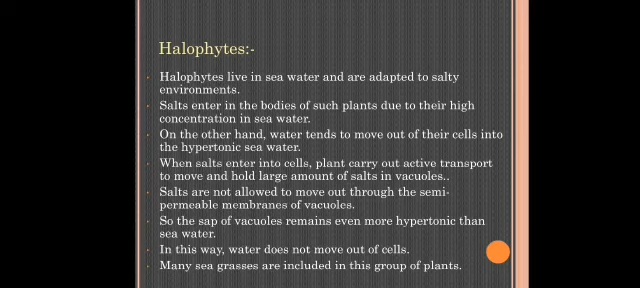 Halophytes:-
Halophytes live in sea water and are adapted to salty
environments.
Salts enter in the bodies of such plants due to their high
concentration in sea water.
On the other hand, water tends to move out of their cells into
the hypertonic sea water.
When salts enter into cells, plant carry out active transport
to move and hold large amount of salts in vacuoles..
Salts are not allowed to move out through the semi-
permeable membranes of vacuoles.
So the sap of vacuoles remains even more hypertonic than
sea water.
In this way, water does not move out of cells.
Many sea grasses are included in this group of plants.